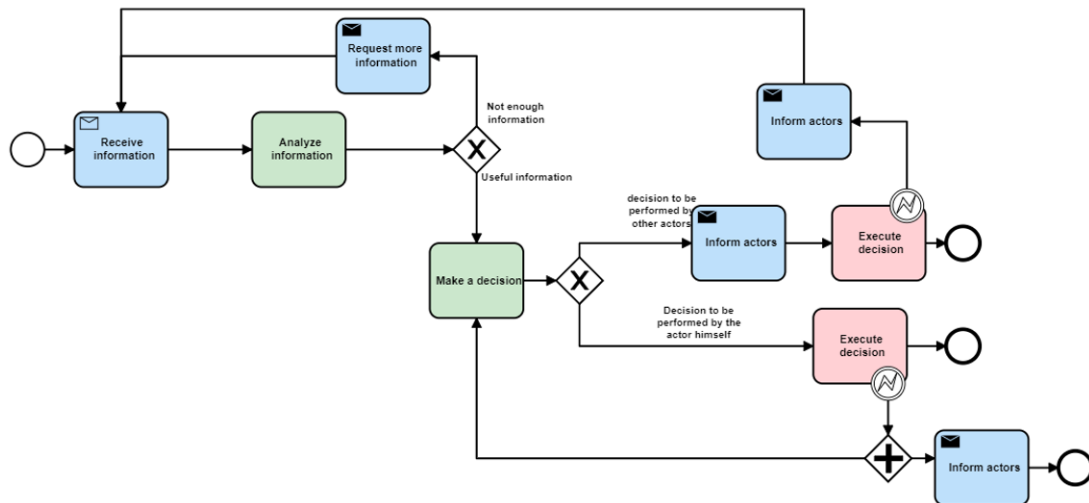 Request more
information
Not enough
information
Inform actors
Receive
information
Analyze
information
Useful information
decision to be
performed by
other actors
Inform actors
Execute
decision
Make a decision
Decision to be
performed by the
actor himself
Execute
decision
Inform actors